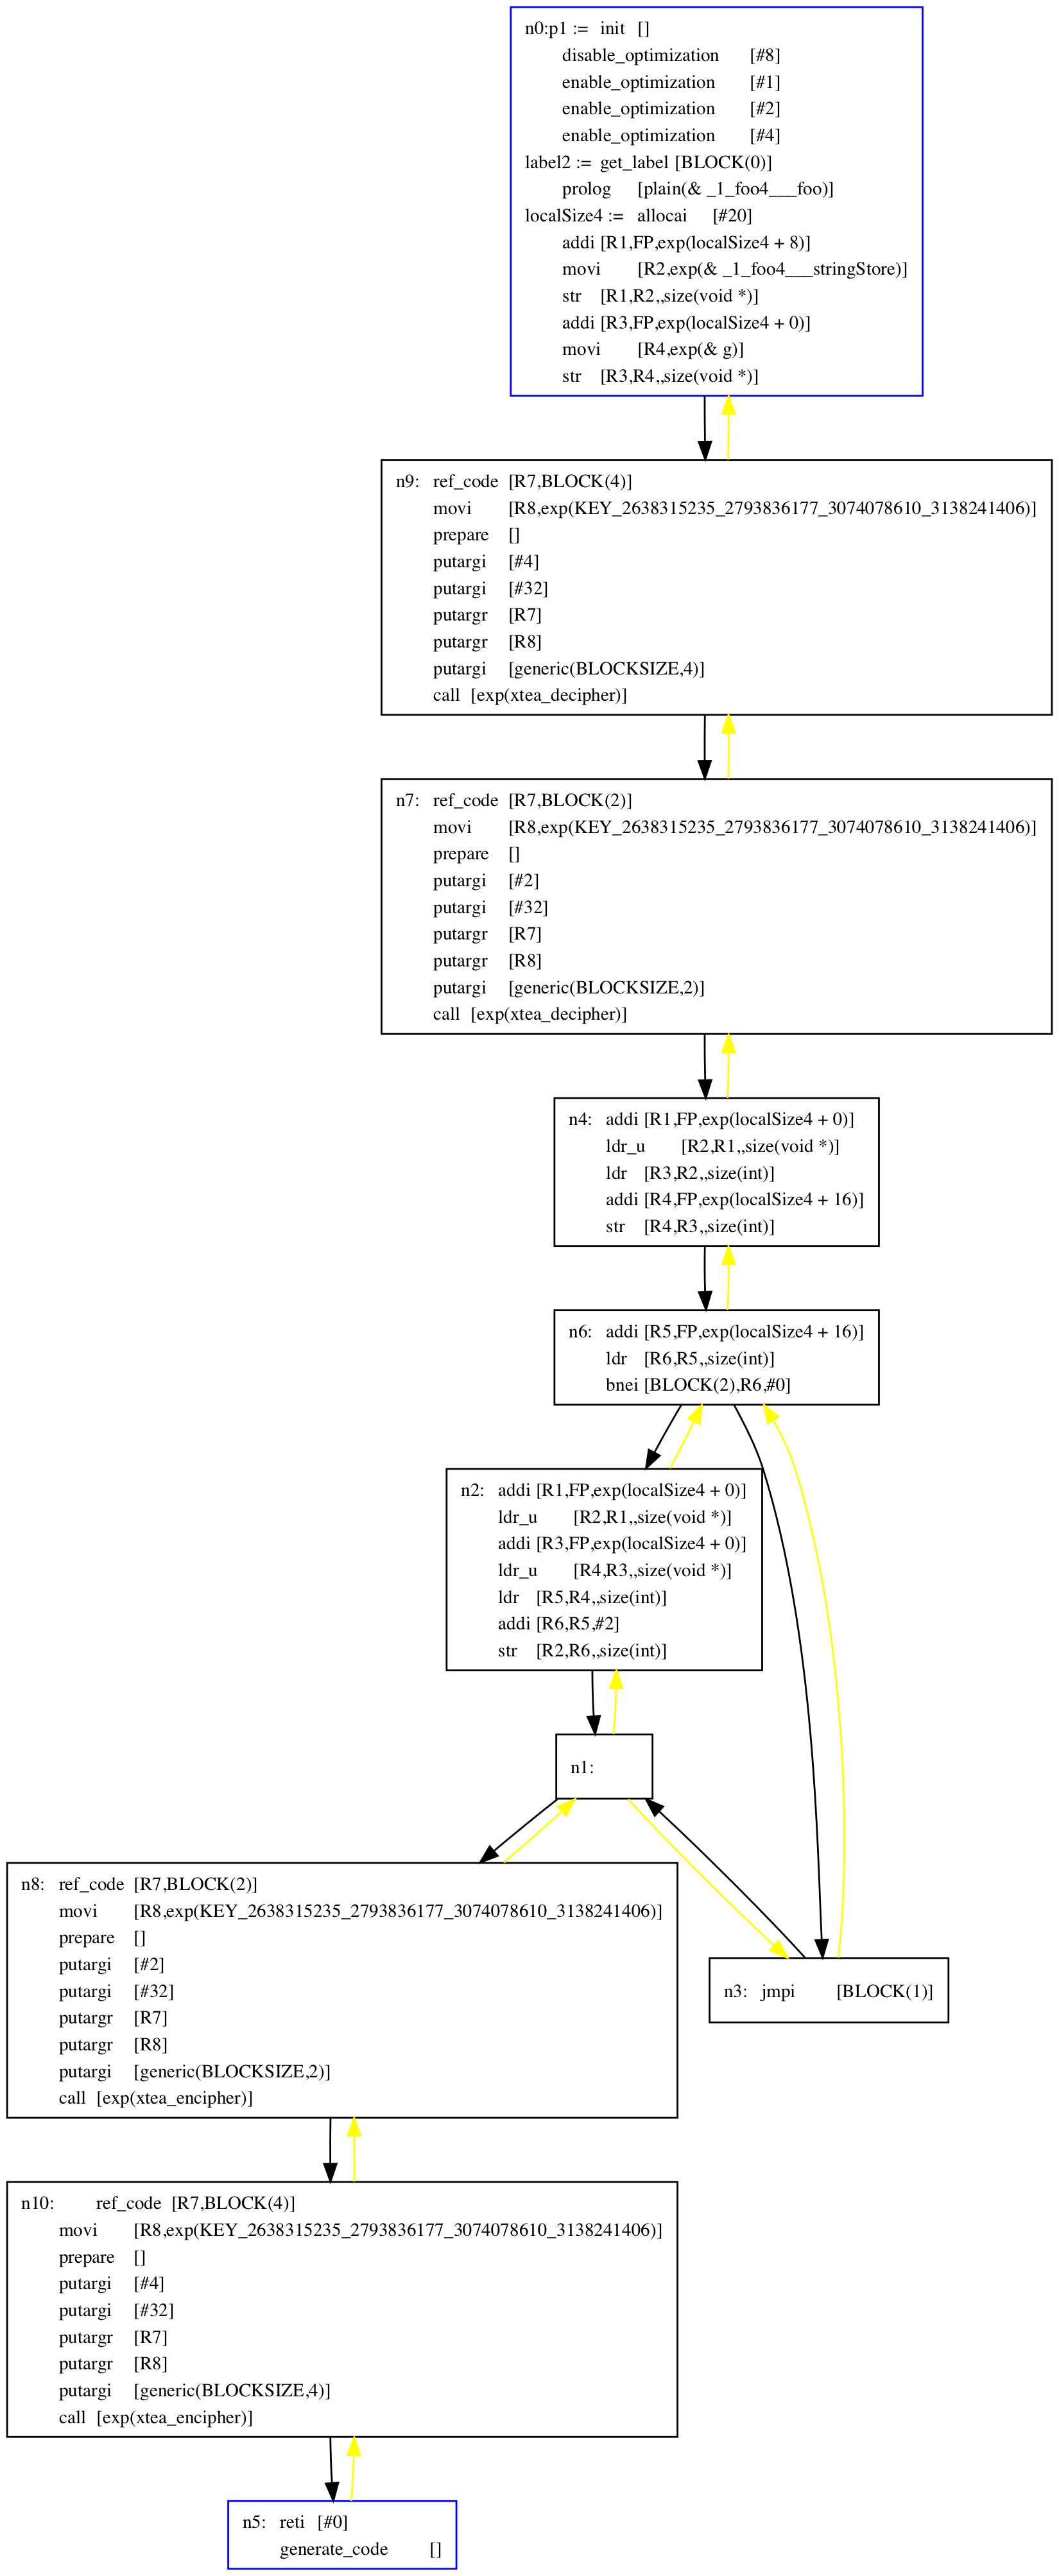 n0:p1 := init []
disable_optimization [#8]
enable_optimization [#1]
enable_optimization [#2]
enable_optimization [#4]
label2 := get_label [BLOCK(0)]
prolog [plain(& _1_foo4___foo)]
localSize4 := allocai [#20]
addi [R1,FP,exp(localSize4 + 8)]
movi [R2,exp(& _1_foo4___stringStore)]
str [R1,R2,,size(void *)]
addi [R3,FP,exp(localSize4 + 0)]
movi [R4,exp(& g)]
str [R3,R4,,size(void *)]
n9: ref_code [R7,BLOCK(4)]
movi [R8,exp(KEY_2638315235_2793836177_3074078610_3138241406)]
prepare []
putargi [#4]
putargi [#32]
putargr [R7]
putargr [R8]
putargi [generic(BLOCKSIZE,4)]
call [exp(xtea_decipher)]
n7: ref_code [R7,BLOCK(2)]
movi [R8,exp(KEY_2638315235_2793836177_3074078610_3138241406)]
prepare []
putargi [#2]
putargi [#32]
putargr [R7]
putargr [R8]
putargi [generic(BLOCKSIZE,2)]
call [exp(xtea_decipher)]
n4: addi [R1,FP,exp(localSize4 + 0)]
ldr_u [R2,R1,,size(void *)]
ldr [R3,R2,,size(int)]
addi [R4,FP,exp(localSize4 + 16)]
str [R4,R3,,size(int)]
n6: addi [R5,FP,exp(localSize4 + 16)]
ldr [R6,R5,,size(int)]
bnei [BLOCK(2),R6,#0]
n2: addi [R1,FP,exp(localSize4 + 0)]
ldr_u [R2,R1,,size(void *)]
addi [R3,FP,exp(localSize4 + 0)]
ldr_u [R4,R3,,size(void *)]
ldr [R5,R4,,size(int)]
addi [R6,R5,#2]
str [R2,R6,,size(int)]
n1:
n8: ref_code [R7,BLOCK(2)]
movi [R8,exp(KEY_2638315235_2793836177_3074078610_3138241406)]
prepare []
putargi [#2]
putargi [#32]
putargr [R7]
putargr [R8]
putargi [generic(BLOCKSIZE,2)]
call [exp(xtea_encipher)]
n3: jmpi [BLOCK(1)]
n10: ref_code [R7,BLOCK(4)]
movi [R8,exp(KEY_2638315235_2793836177_3074078610_3138241406)]
prepare []
putargi [#4]
putargi [#32]
putargr [R7]
putargr [R8]
putargi [generic(BLOCKSIZE,4)]
call [exp(xtea_encipher)]
n5: reti [#0]
generate_code []